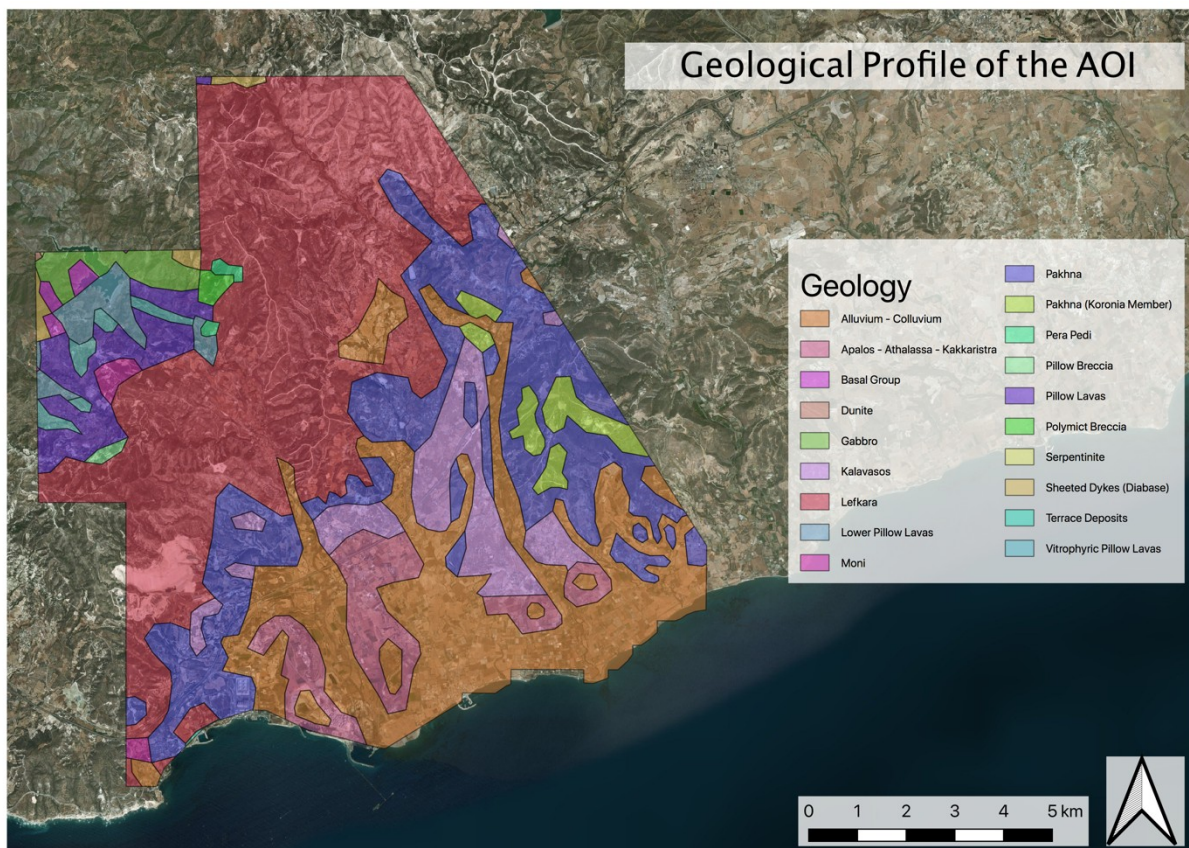 Geological Profile of the AOI
Geology
Alluvium - Colluvium
Apalos - Athalassa - Kakkaristra
Basal Group
Dunite
Gabbro
Kalavasos
Lefkara
Lower Pillow Lavas
Moni
Pakhna
Pakhna (Koronia Member)
Pera Pedi
Pillow Breccia
Pillow Lavas
Polymict Breccia
Serpentinite
Sheeted Dykes (Diabase)
Terrace Deposits
Vitrophyric Pillow Lavas
0 1 2 3 4 5 km